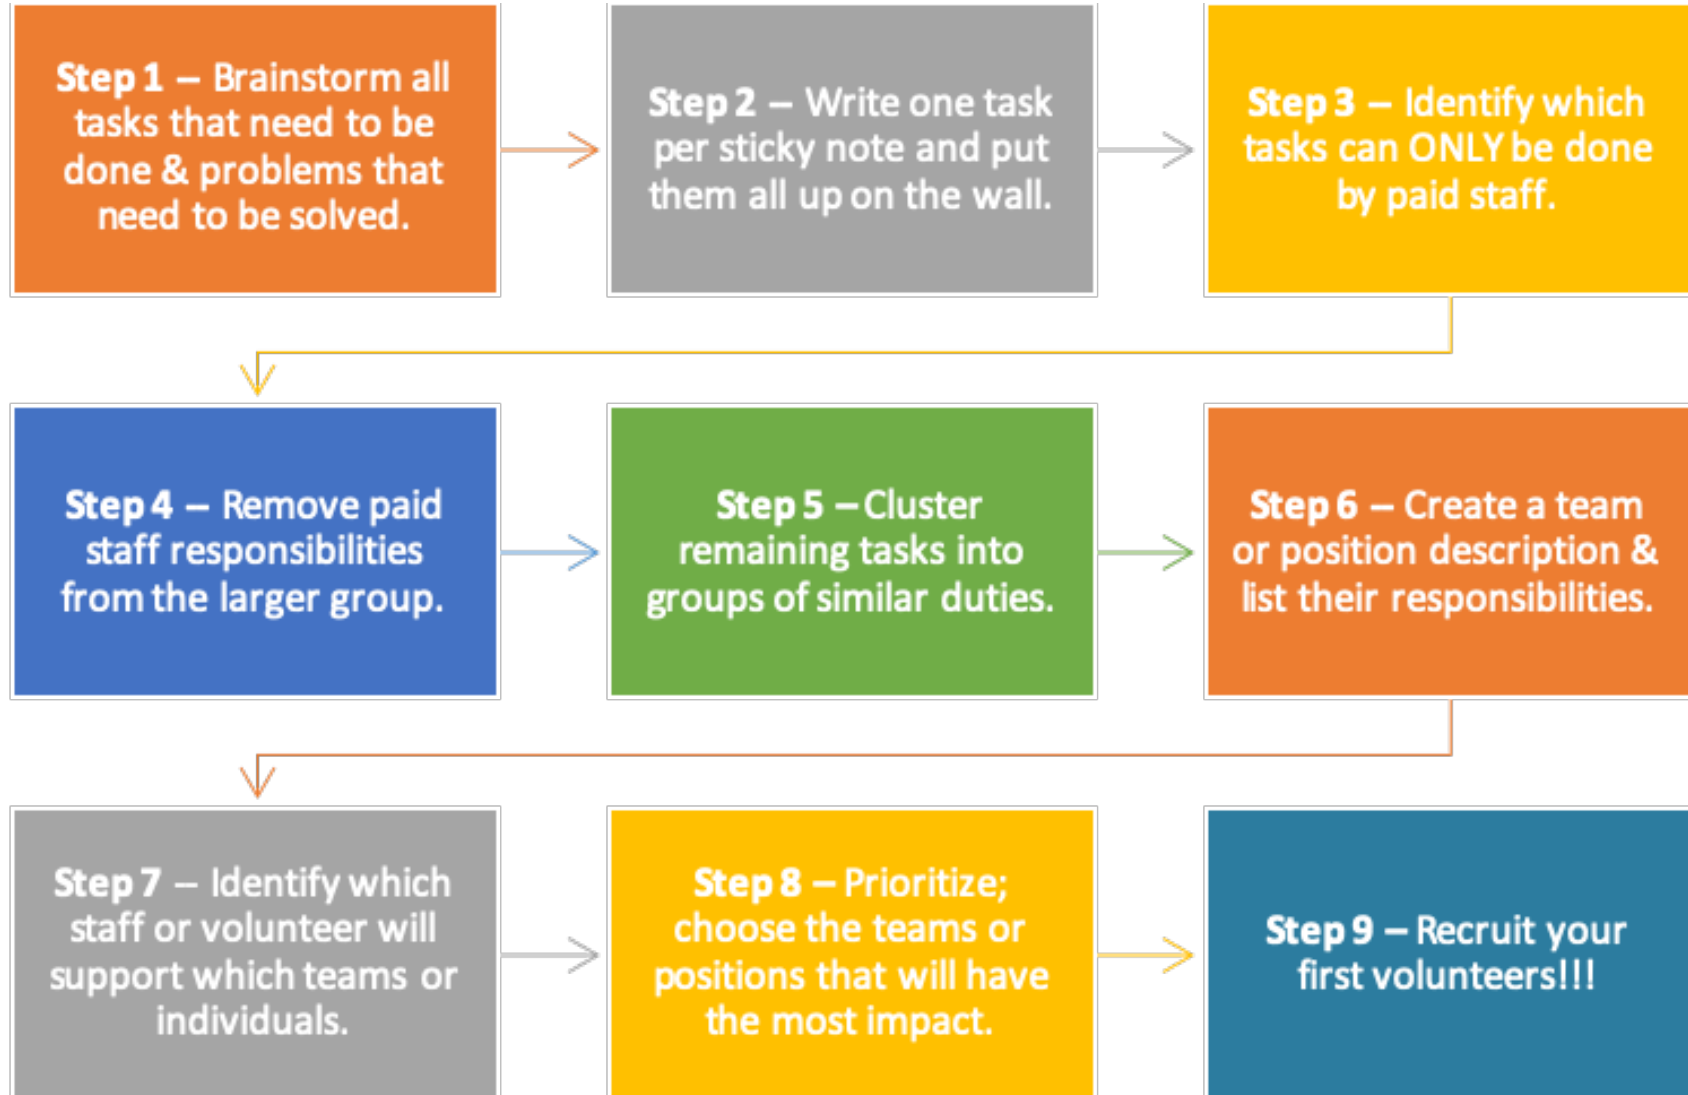 Step 1 – Brainstorm all
tasks that need to be
done & problems that
need to be solved.
Step 2 – Write one task
per sticky note and put
them all up on the wall.
Step 3 – Identify which
tasks can ONLY be done
by paid staff.
Step 4 – Remove paid
staff responsibilities
from the larger group.
Step 5 – Cluster
remaining tasks into
groups of similar duties.
Step 6 – Create a team
or position description &
list their responsibilities.
Step 7 – Identify which
staff or volunteer will
support which teams or
individuals.
Step 8 – Prioritize;
choose the teams or
positions that will have
the most impact.
Step 9 – Recruit your
first volunteers!!!